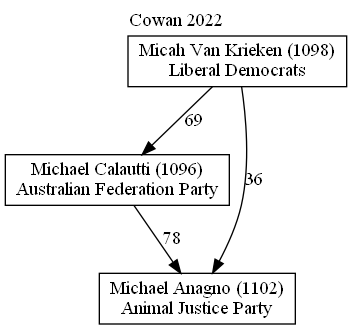 Cowan 2022
Micah Van Krieken (1098)
Liberal Democrats
69
Michael Calautti (1096)
Australian Federation Party
36
78
Michael Anagno (1102)
Animal Justice Party